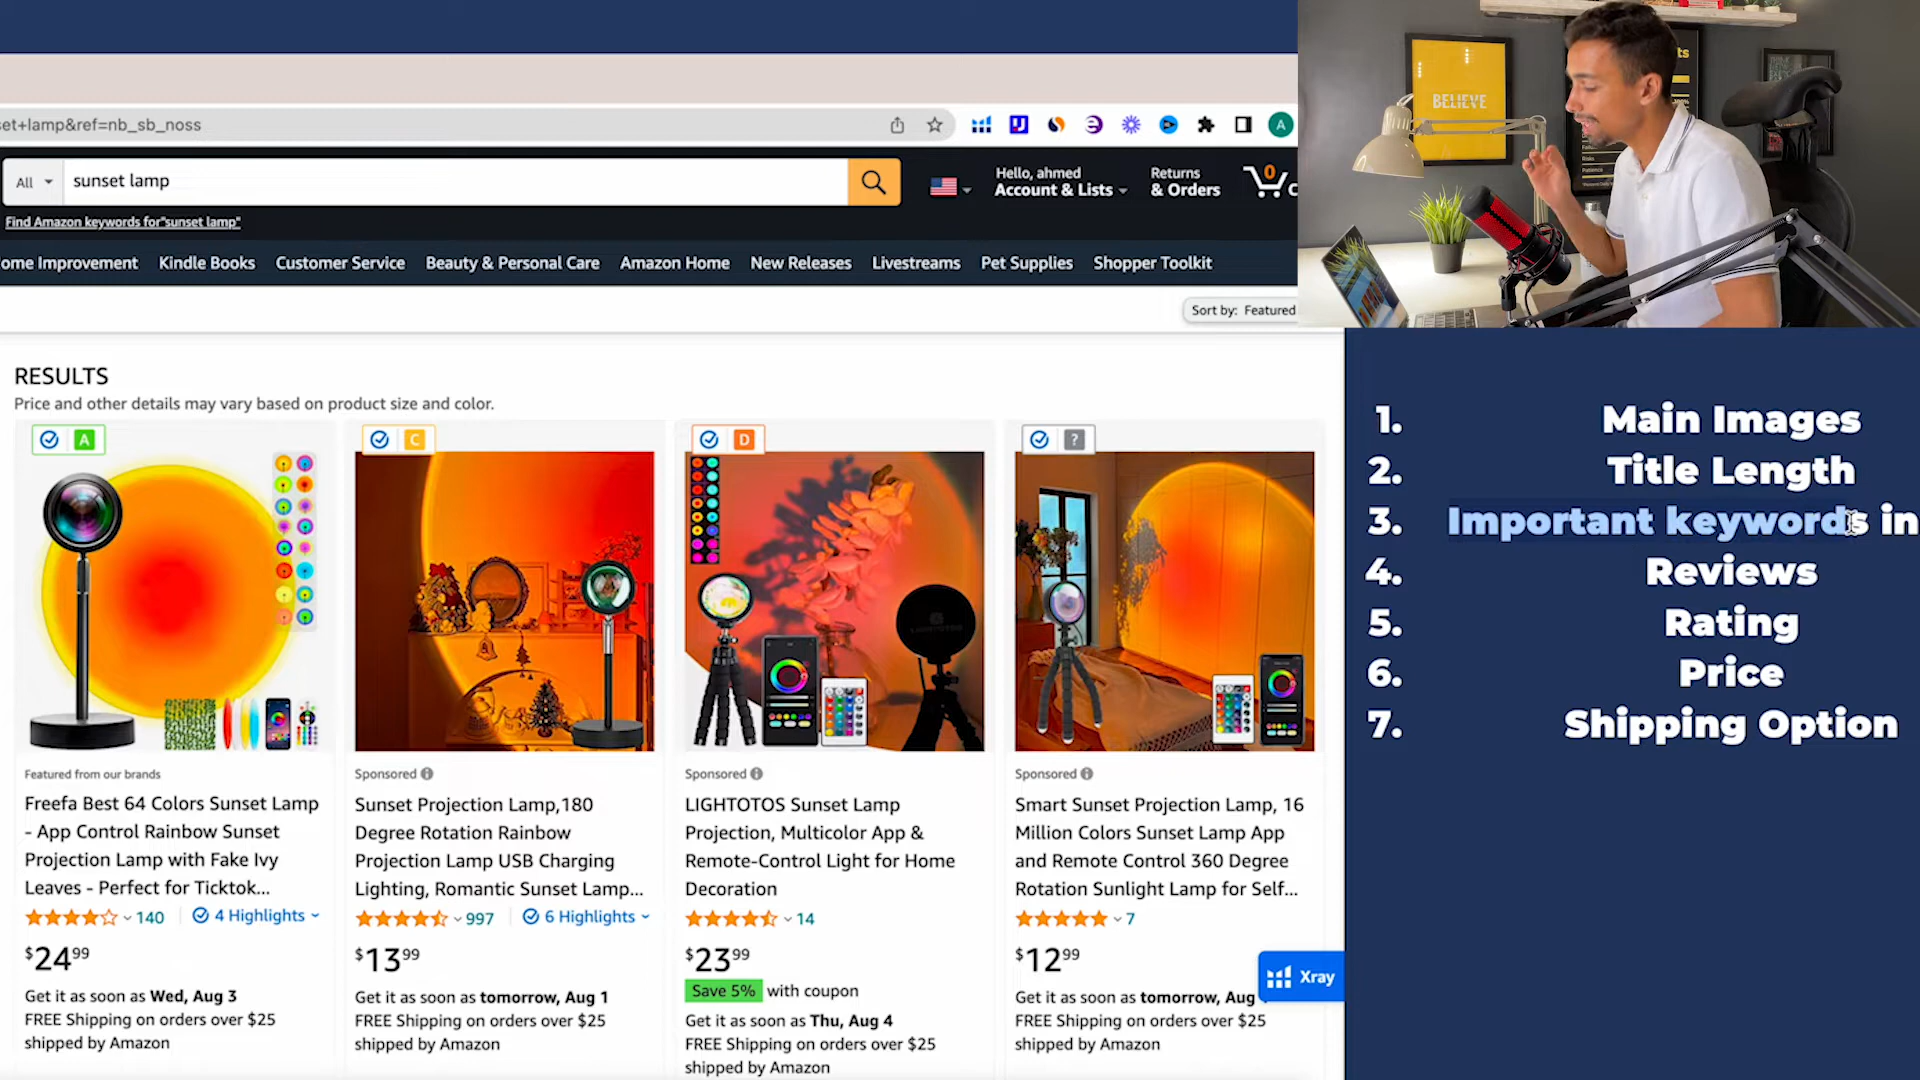 set+lamp&ref=nb_sb_noss
A
All
sunset lamp
Hello, ahmed
Account & Lists
Returns
& Orders
0
C
Find Amazon keywords for"sunset lamp"
ome Improvement
Kindle Books
Customer Service
Beauty & Personal Care
Amazon Home
New Releases
Livestreams
Pet Supplies
Shopper Toolkit
Sort by: Featured
BELIEVE
RESULTS
Price and other details may vary based on product size and color.
A
C
D
?
Featured from our brands
Freefa Best 64 Colors Sunset Lamp
- App Control Rainbow Sunset
Projection Lamp with Fake Ivy
Leaves - Perfect for Ticktok...
140
4 Highlights
$24.99
Get it as soon as Wed, Aug 3
FREE Shipping on orders over $25
shipped by Amazon
Sponsored
Sunset Projection Lamp,180
Degree Rotation Rainbow
Projection Lamp USB Charging
Lighting, Romantic Sunset Lamp...
997
6 Highlights
$13.99
Get it as soon as tomorrow, Aug 1
FREE Shipping on orders over $25
shipped by Amazon
LIGHTOTOS
Sponsored
LIGHTOTOS Sunset Lamp
Projection, Multicolor App &
Remote-Control Light for Home
Decoration
14
$23.99
Save 5% with coupon
Get it as soon as Thu, Aug 4
FREE Shipping on orders over $25
shipped by Amazon
Sponsored
Smart Sunset Projection Lamp, 16
Million Colors Sunset Lamp App
and Remote Control 360 Degree
Rotation Sunlight Lamp for Self...
7
$12.99
Get it as soon as tomorrow, Aug
FREE Shipping on orders over $25
shipped by Amazon
Xray
1. Main Images
2. Title Length
3. Important keywords in
4. Reviews
5. Rating
6. Price
7. Shipping Option